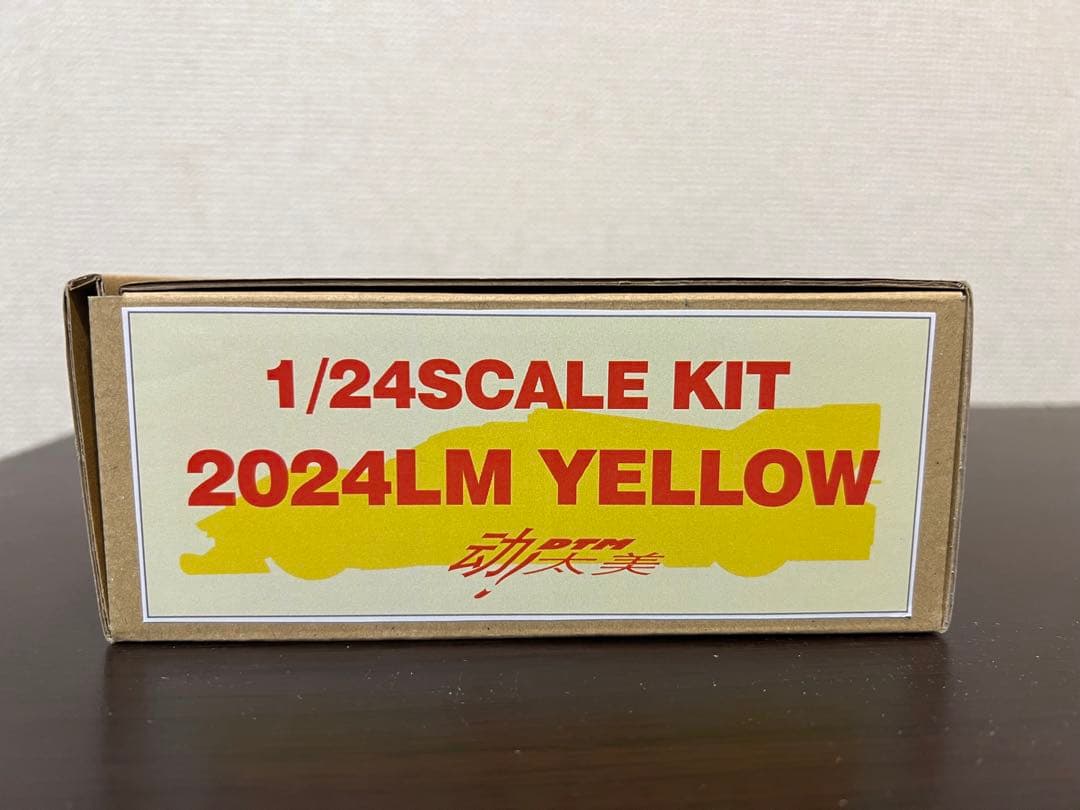 1/24SCALE KIT
2024LM YELLOW
动太美
DTM